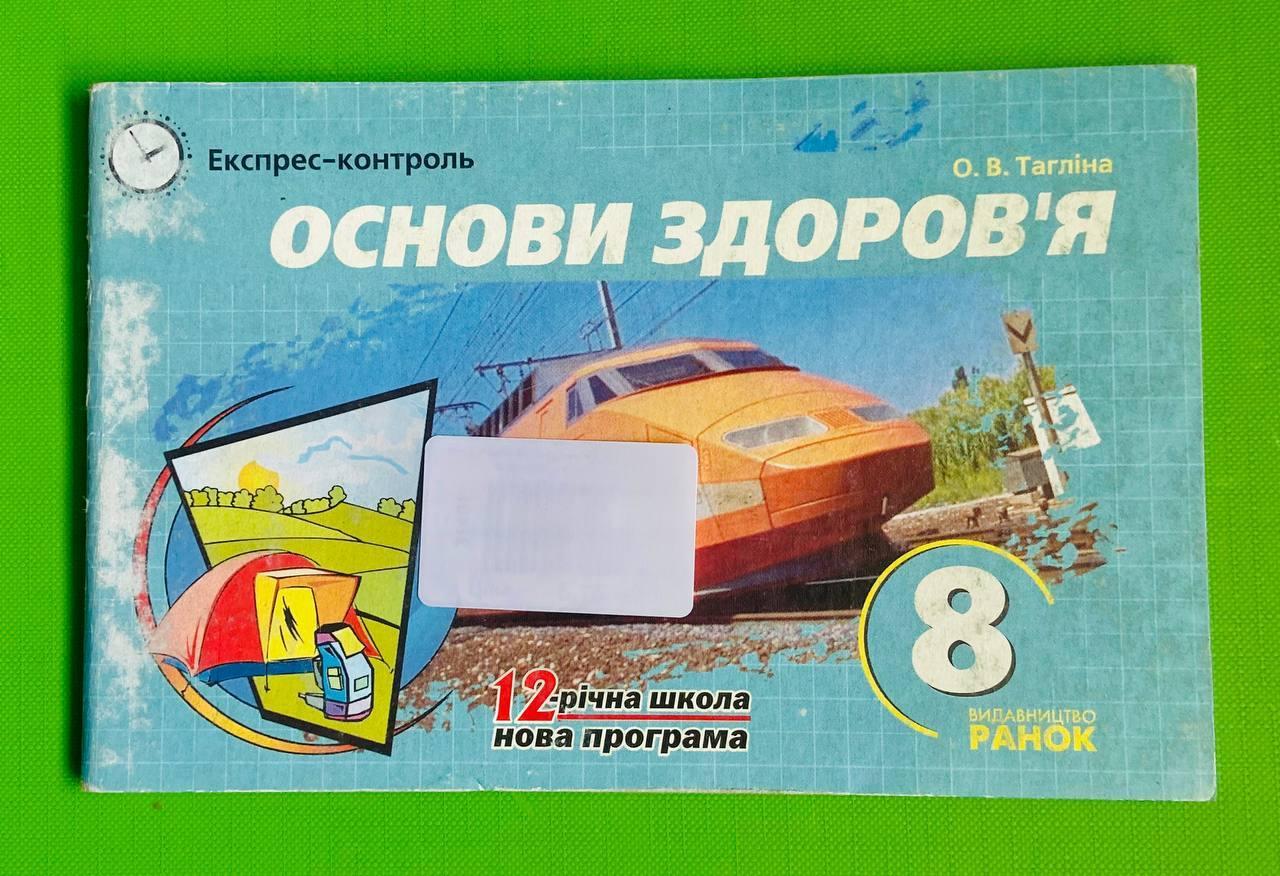 Експрес-контроль
О. В. Тагліна
ОСНОВИ ЗДОРОВ'Я
8
12-річна школа
нова програма
ВИДАВНИЦТВО
РАНОК